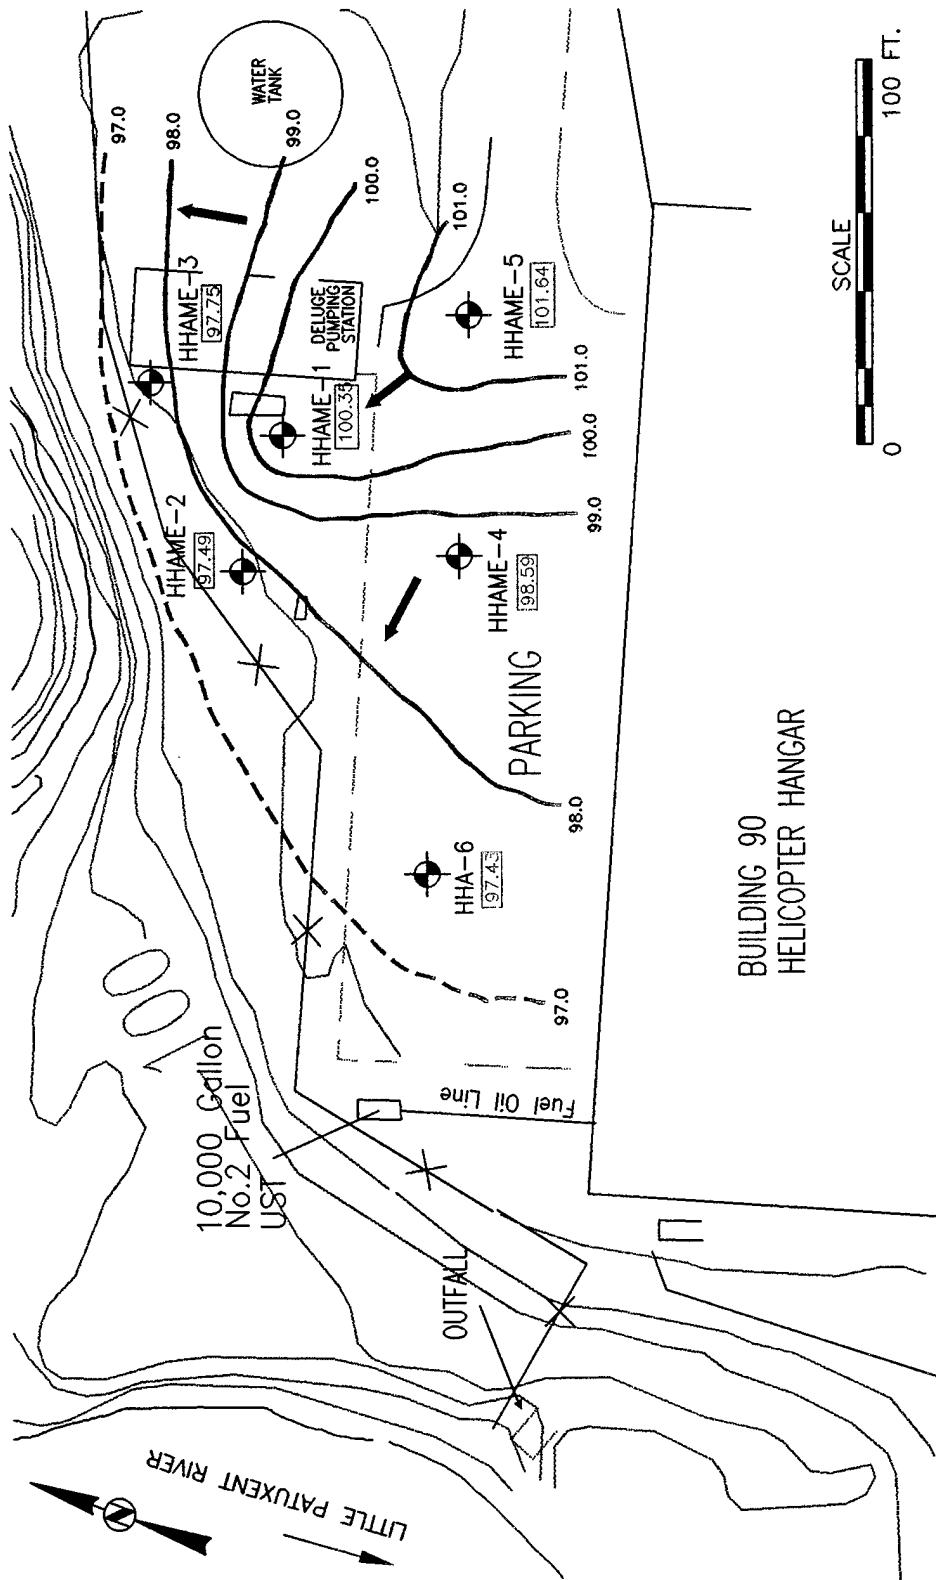 10,000 Gallon
No.2 Fuel
UST
100
LITTLE PATUXENT RIVER
N
OUTFALL
Fuel Oil Line
97.0
98.0
99.0
100.0
101.0
HHA-6
97.43
PARKING
HHAME-4
98.59
HHAME-2
97.49
HHAME-1
100.35
HHAME-3
97.75
DELUGE
PUMPING
STATION
HHAME-5
101.64
97.0
98.0
99.0
100.0
101.0
WATER
TANK
BUILDING 90
HELICOPTER HANGAR
SCALE
0
100 FT.